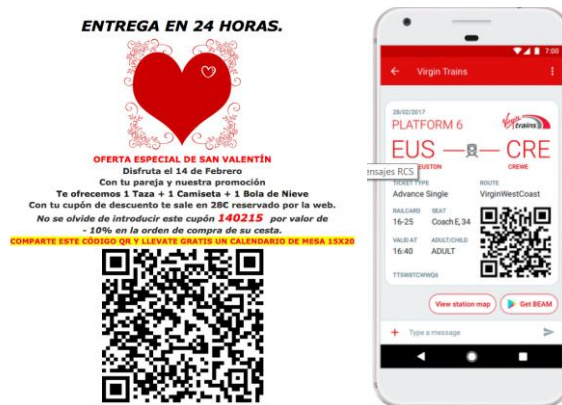 ENTREGA EN 24 HORAS.
OFERTA ESPECIAL DE SAN VALENTÍN
Disfruta el 14 de Febrero
Con tu pareja y nuestra promoción
Te ofrecemos 1 Taza + 1 Camiseta + 1 Bola de Nieve
Con tu cupón de descuento te sale en 28€ reservado por la web.
No se olvide de introducir este cupón 140215 por valor de
- 10% en la orden de compra de su cesta.
COMPARTE ESTE CÓDIGO QR Y LLEVATE GRATIS UN CALENDARIO DE MESA 15X20
7:00
Virgin Trains
28/02/2017
PLATFORM 6
Virgin trains
EUS CRE
ensajes RCS
EUSTON CREWE
TICKET TYPE ROUTE
Advance Single VirginWestCoast
RAILCARD SEAT
16-25 Coach E, 34
VALID AT ADULT/CHILD
16:40 ADULT
View station map Get BEAM
Type a message